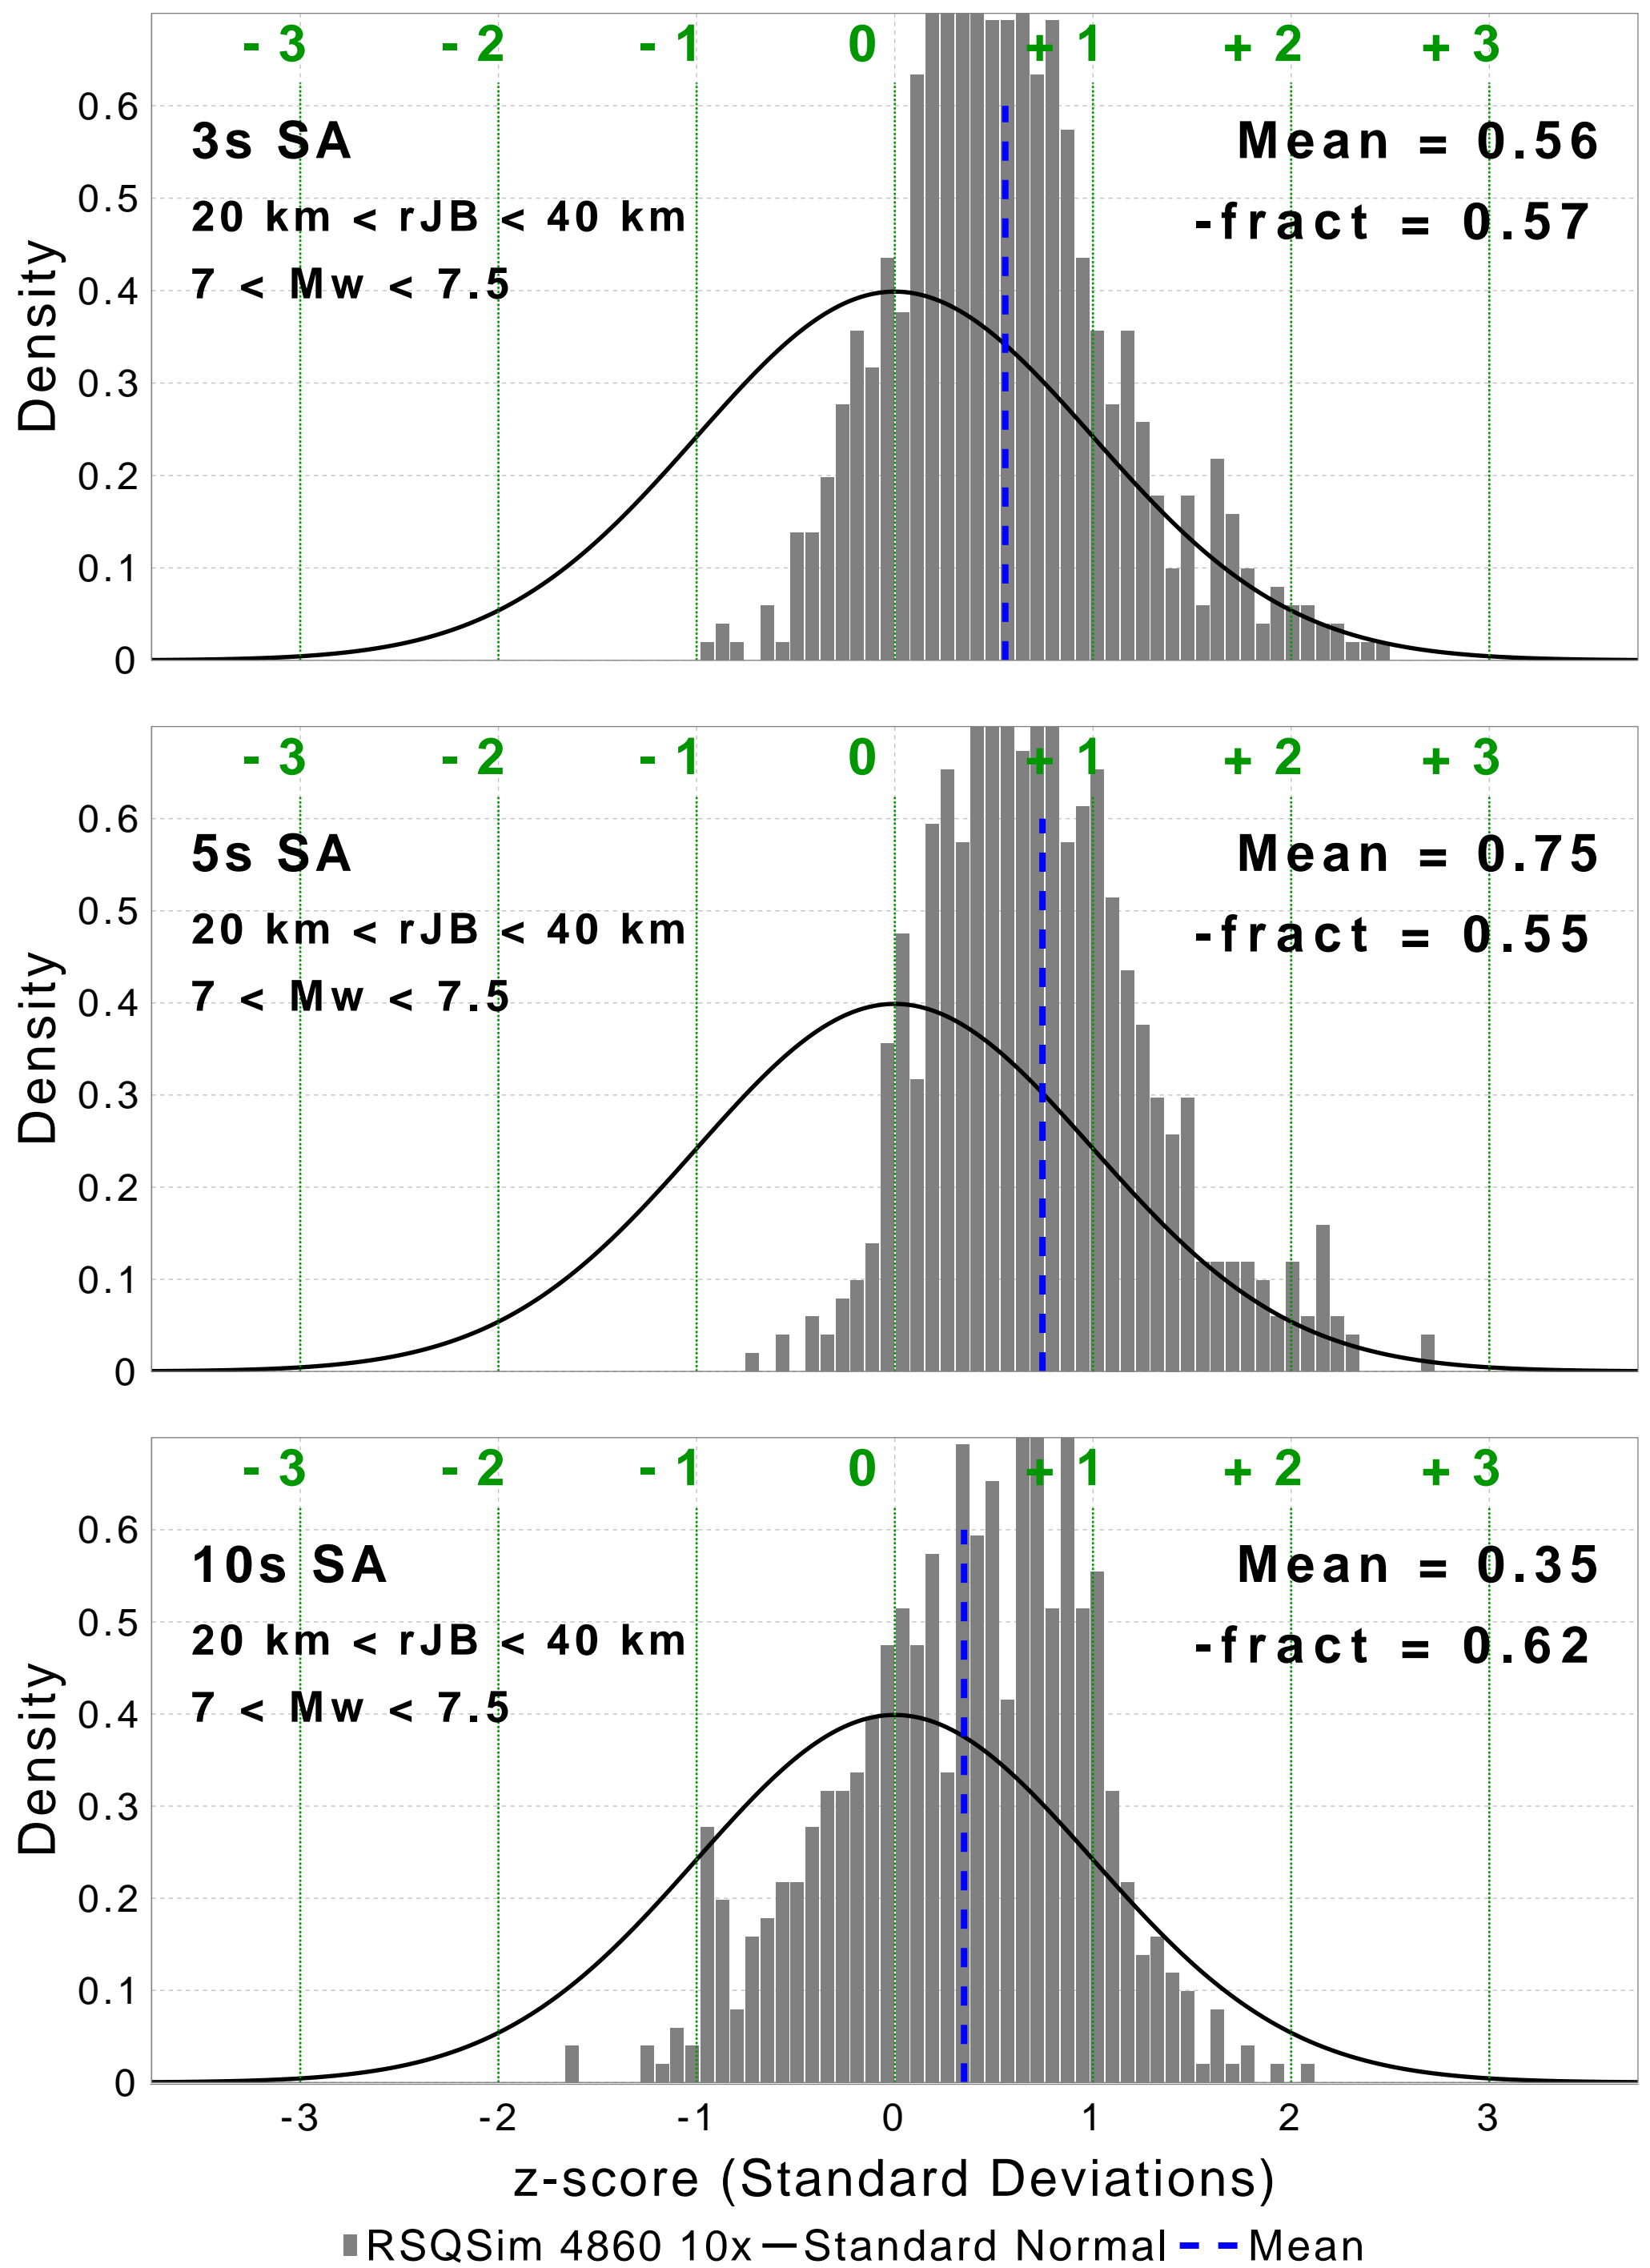 - 3 - 2 - 1 0 + 1 + 2 + 3
0.6
3s SA
Mean = 0.56
0.5
20 km < rJB < 40 km
-fract = 0.57
7 < Mw < 7.5
0.4
Density
0.3
0.2
0.1
0
- 3 - 2 - 1 0 + 1 + 2 + 3
0.6
5s SA
Mean = 0.75
0.5
20 km < rJB < 40 km
-fract = 0.55
7 < Mw < 7.5
0.4
Density
0.3
0.2
0.1
0
- 3 - 2 - 1 0 + 1 + 2 + 3
0.6
10s SA
Mean = 0.35
0.5
20 km < rJB < 40 km
-fract = 0.62
7 < Mw < 7.5
0.4
Density
0.3
0.2
0.1
0
-3 -2 -1 0 1 2 3
z-score (Standard Deviations)
RSQSim 4860 10x Standard Normal Mean